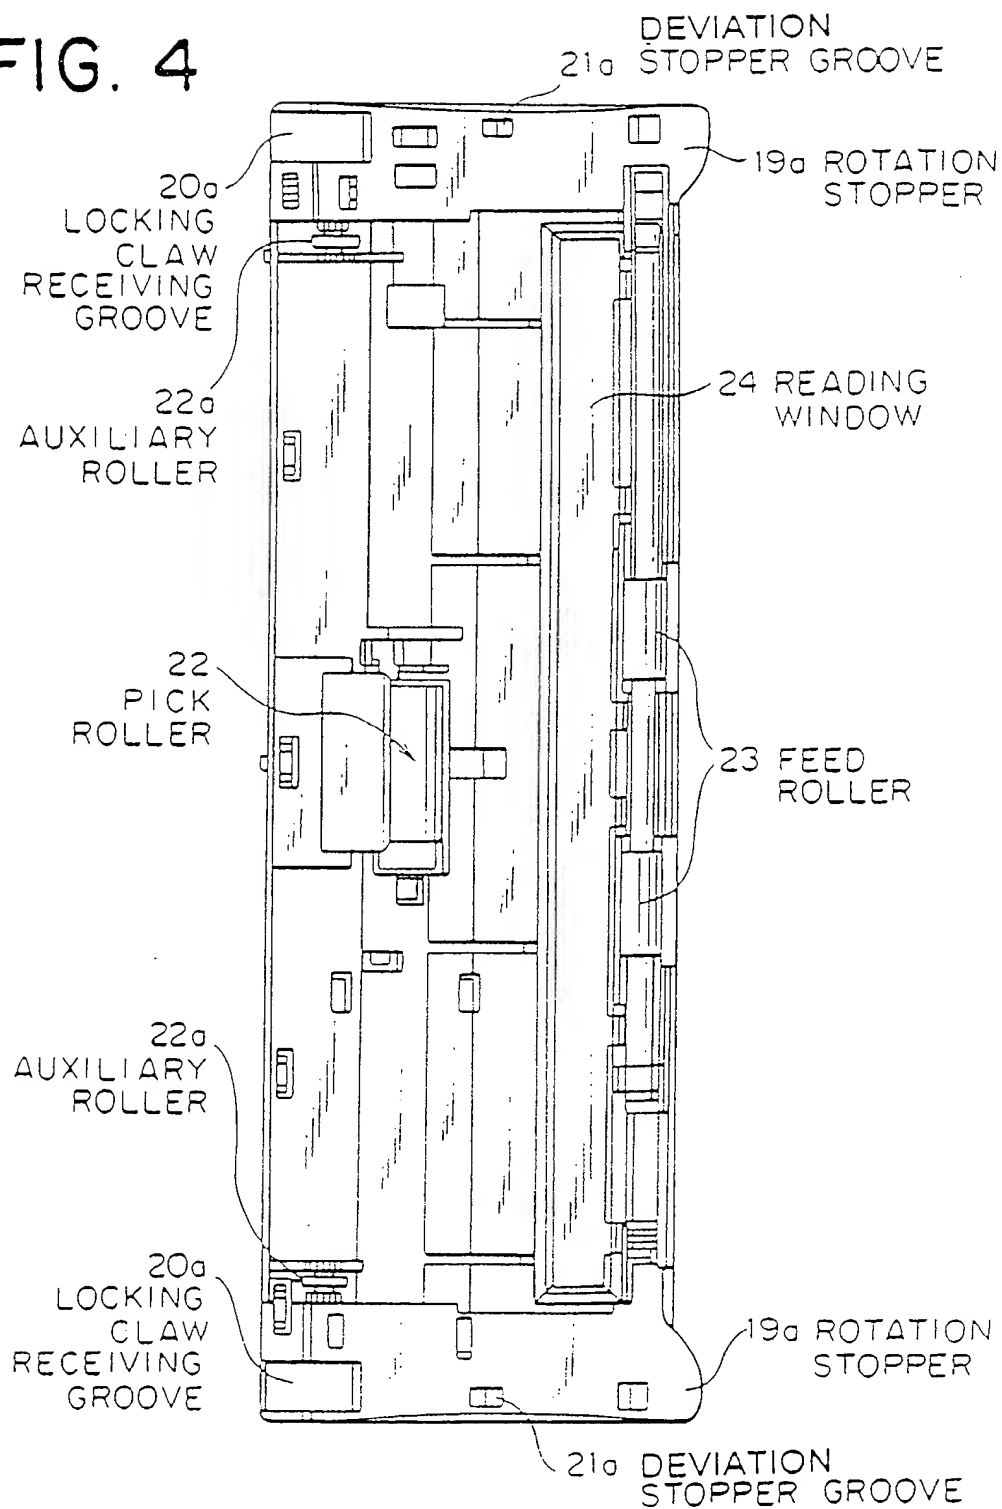 FIG. 4
DEVIATION
21a STOPPER GROOVE
19a ROTATION
STOPPER
20a
LOCKING
CLAW
RECEIVING
GROOVE
24 READING
WINDOW
22a
AUXILIARY
ROLLER
22
PICK
ROLLER
23 FEED
ROLLER
22a
AUXILIARY
ROLLER
20a
LOCKING
CLAW
RECEIVING
GROOVE
19a ROTATION
STOPPER
21a DEVIATION
STOPPER GROOVE